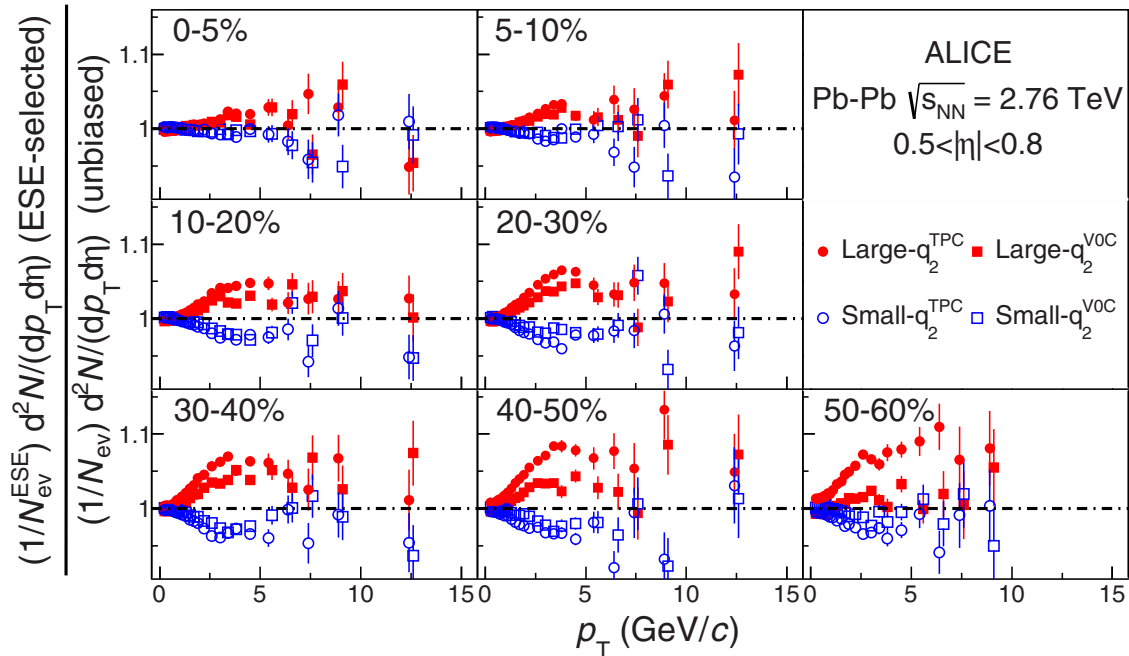 (1/N_ev^ESE) d²N/(dp_T dη) (ESE-selected)
(1/N_ev) d²N/(dp_T dη) (unbiased)
0-5%
5-10%
ALICE
Pb-Pb √s_NN = 2.76 TeV
0.5<|η|<0.8
1.1
1
10-20%
20-30%
Large-q_2^TPC Large-q_2^V0C
Small-q_2^TPC Small-q_2^V0C
1.1
1
30-40%
40-50%
50-60%
1.1
1
0 5 10 15 0 5 10 15 0 5 10 15
p_T (GeV/c)